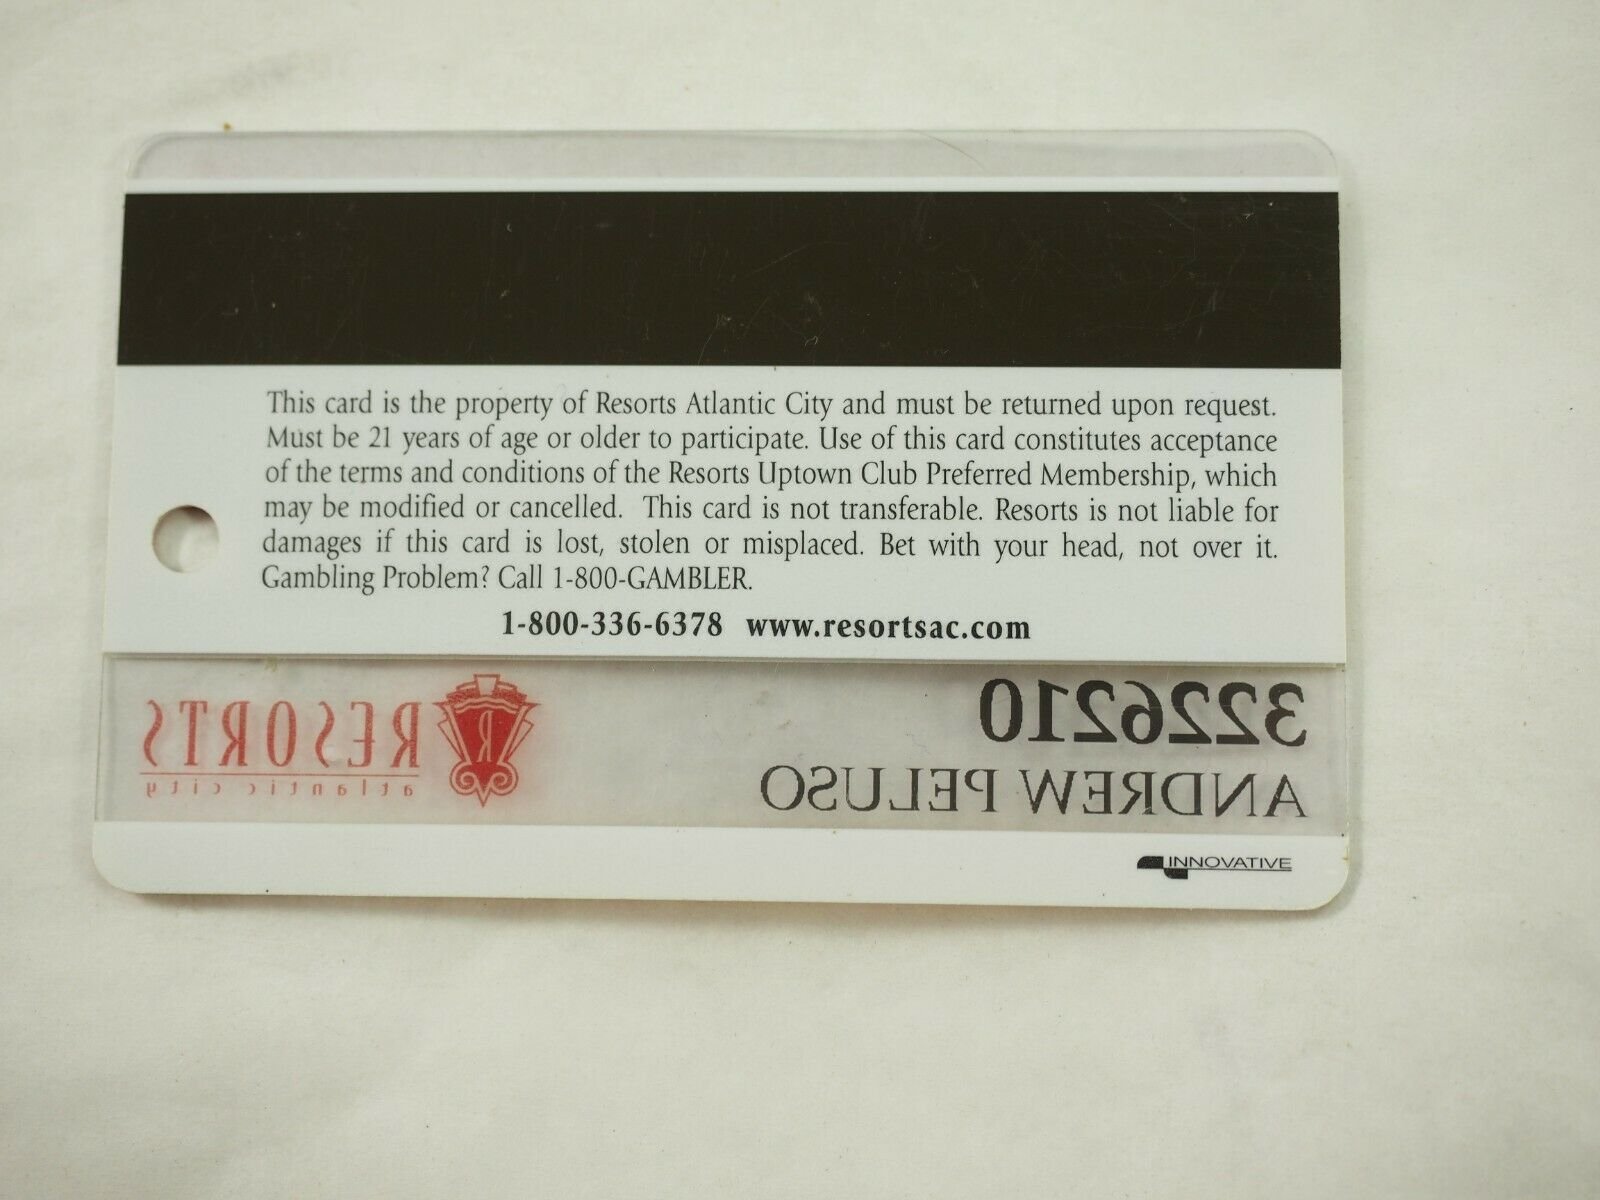 This card is the property of Resorts Atlantic City and must be returned upon request.
Must be 21 years of age or older to participate. Use of this card constitutes acceptance
of the terms and conditions of the Resorts Uptown Club Preferred Membership, which
may be modified or cancelled. This card is not transferable. Resorts is not liable for
damages if this card is lost, stolen or misplaced. Bet with your head, not over it.
Gambling Problem? Call 1-800-GAMBLER.
1-800-336-6378 www.resortsac.com
3226210
ANDREW PELUSO
R RESORTS
atlantic city
INNOVATIVE